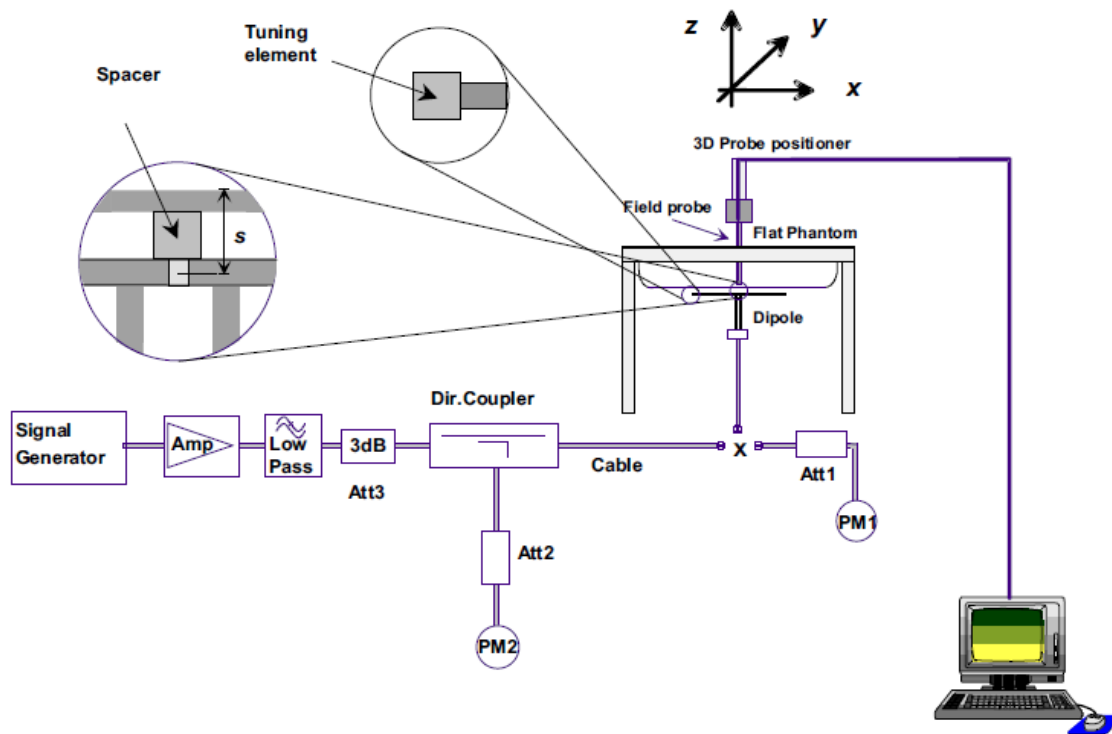 Tuning
element
Spacer
s
z
y
x
3D Probe positioner
Field probe
Flat Phantom
Dipole
Dir.Coupler
Signal
Generator
Amp
Low
Pass
3dB
Att3
Cable
X
Att1
PM1
Att2
PM2